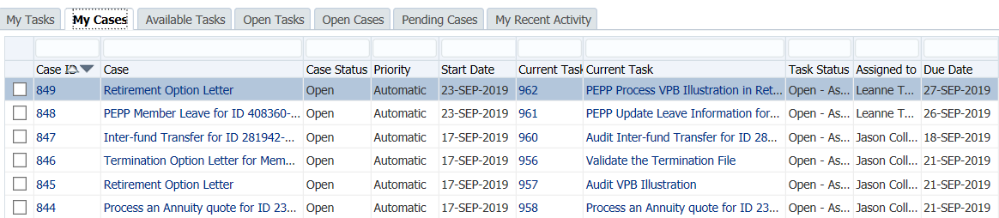 My Tasks My Cases Available Tasks Open Tasks Open Cases Pending Cases My Recent Activity
Case ID Case Case Status Priority Start Date Current Task Current Task Task Status Assigned to Due Date
849 Retirement Option Letter Open Automatic 23-SEP-2019 962 PEPP Process VPB Illustration in Ret... Open - As... Leanne T... 27-SEP-2019
848 PEPP Member Leave for ID 408360-... Open Automatic 23-SEP-2019 961 PEPP Update Leave Information for... Open - As... Leanne T... 26-SEP-2019
847 Inter-fund Transfer for ID 281942-... Open Automatic 17-SEP-2019 960 Audit Inter-fund Transfer for ID 28... Open - As... Jason Coll... 18-SEP-2019
846 Termination Option Letter for Mem... Open Automatic 17-SEP-2019 956 Validate the Termination File Open - As... Jason Coll... 21-SEP-2019
845 Retirement Option Letter Open Automatic 17-SEP-2019 957 Audit VPB Illustration Open - As... Jason Coll... 21-SEP-2019
844 Process an Annuity quote for ID 23... Open Automatic 17-SEP-2019 958 Process an Annuity quote for ID 23... Open - As... Jason Coll... 21-SEP-2019